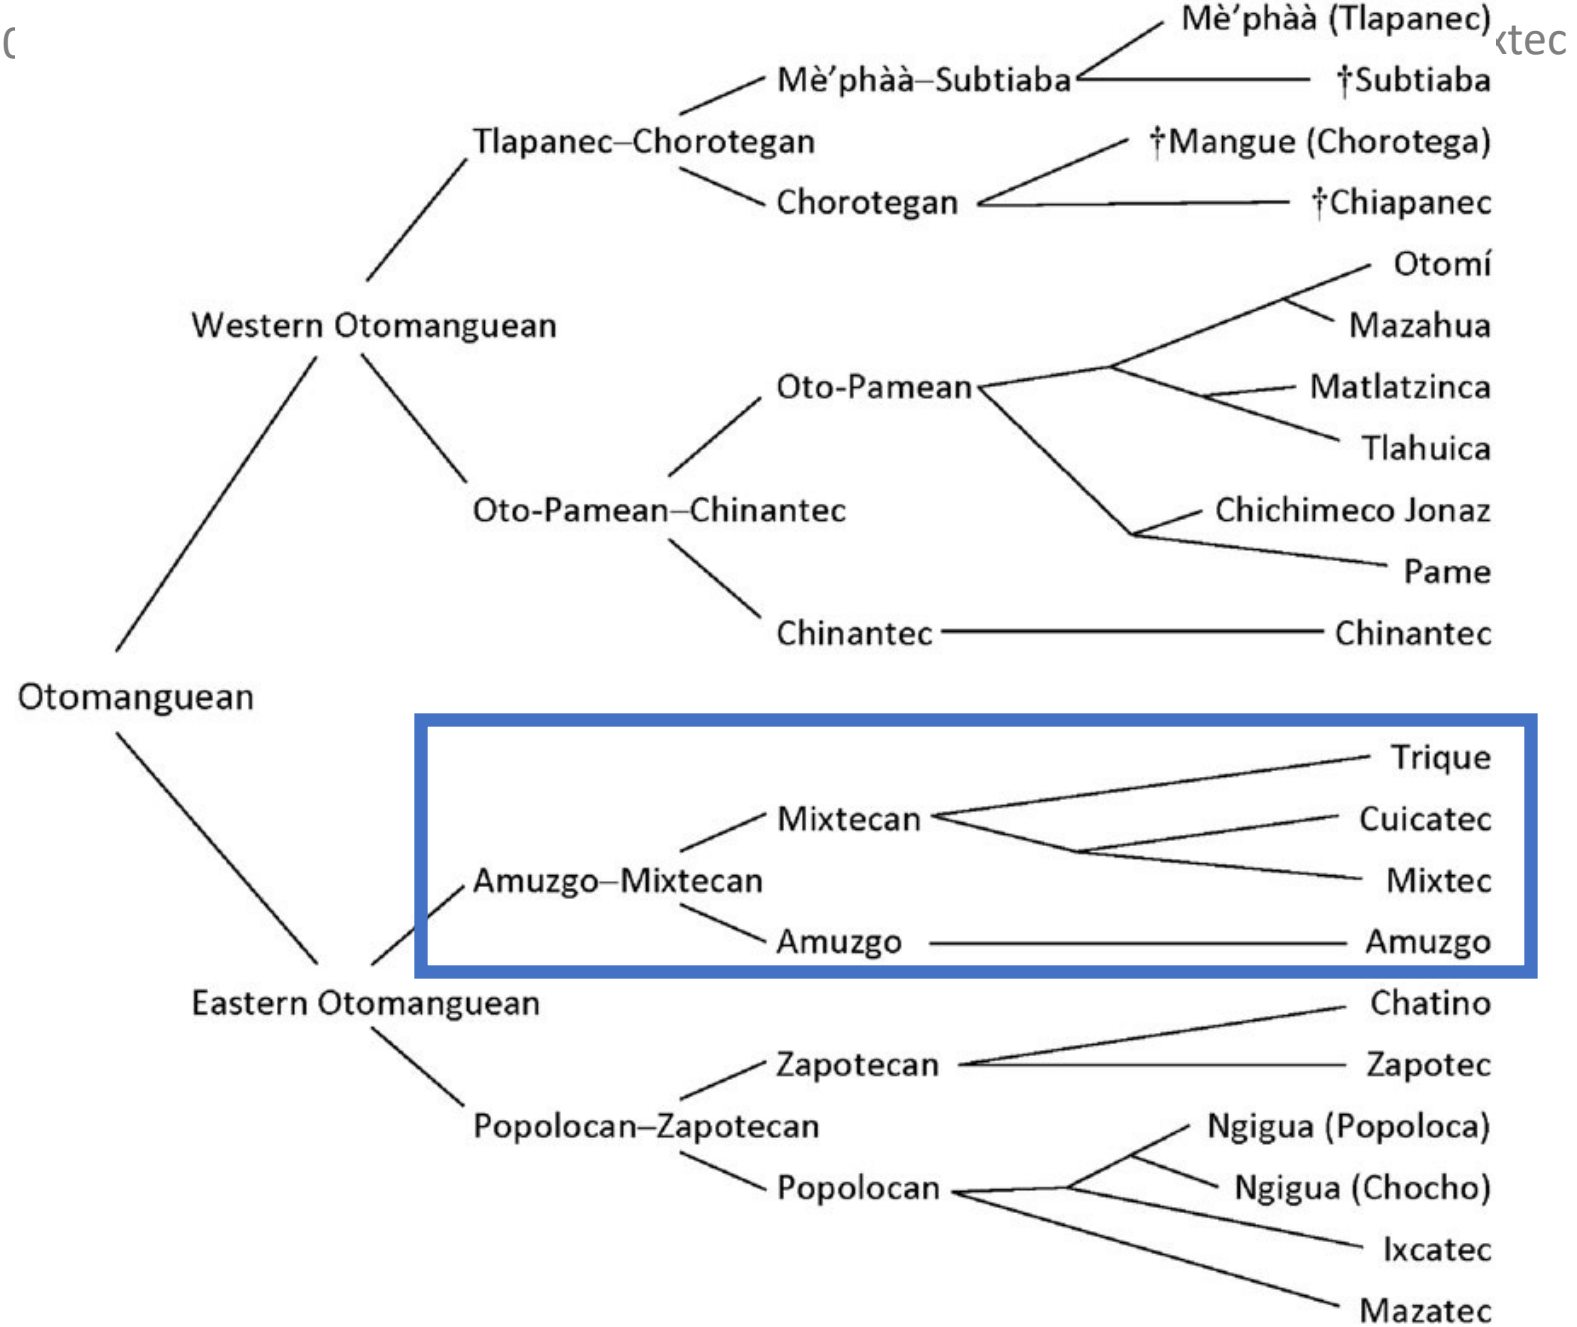 Mè′phàà (Tlapanec)
Mè′phàà–Subtiaba
†Subtiaba
Tlapanec–Chorotegan
†Mangue (Chorotega)
Chorotegan
†Chiapanec
Otomí
Western Otomanguean
Mazahua
Oto-Pamean
Matlatzinca
Tlahuica
Oto-Pamean–Chinantec
Chichimeco Jonaz
Pame
Chinantec
Chinantec
Otomanguean
Trique
Mixtecan
Cuicatec
Amuzgo–Mixtecan
Mixtec
Amuzgo
Amuzgo
Eastern Otomanguean
Chatino
Zapotecan
Zapotec
Popolocan–Zapotecan
Ngigua (Popoloca)
Popolocan
Ngigua (Chocho)
Ixcatec
Mazatec